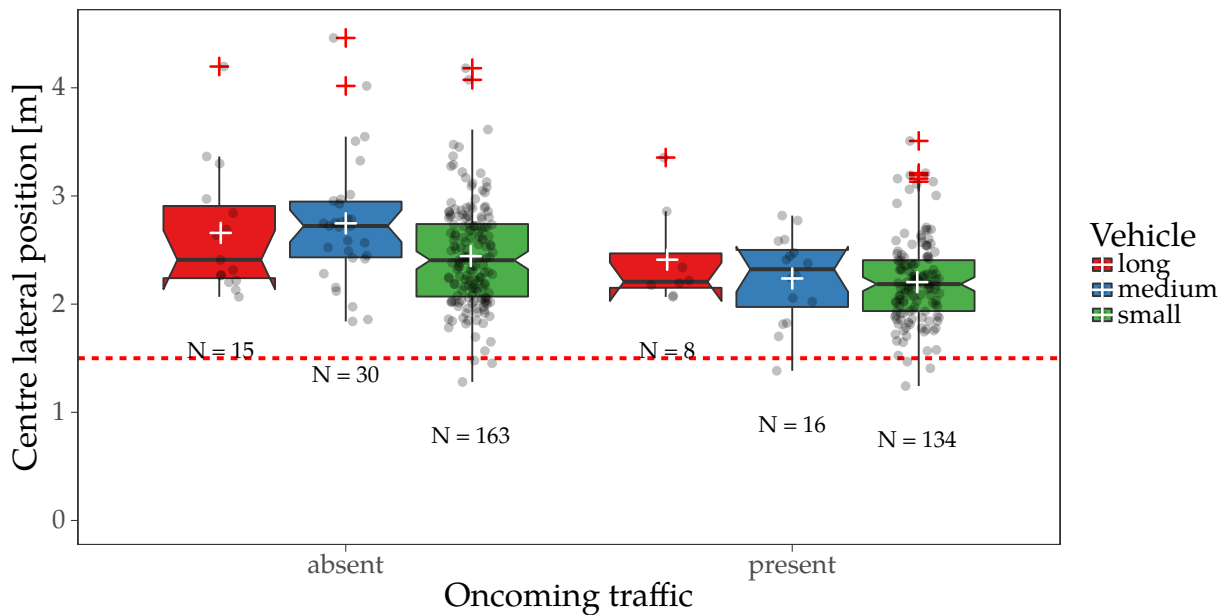 Centre lateral position [m]
4
3
2
1
0
N = 15
N = 30
N = 163
N = 8
N = 16
N = 134
absent
present
Oncoming traffic
Vehicle
long
medium
small